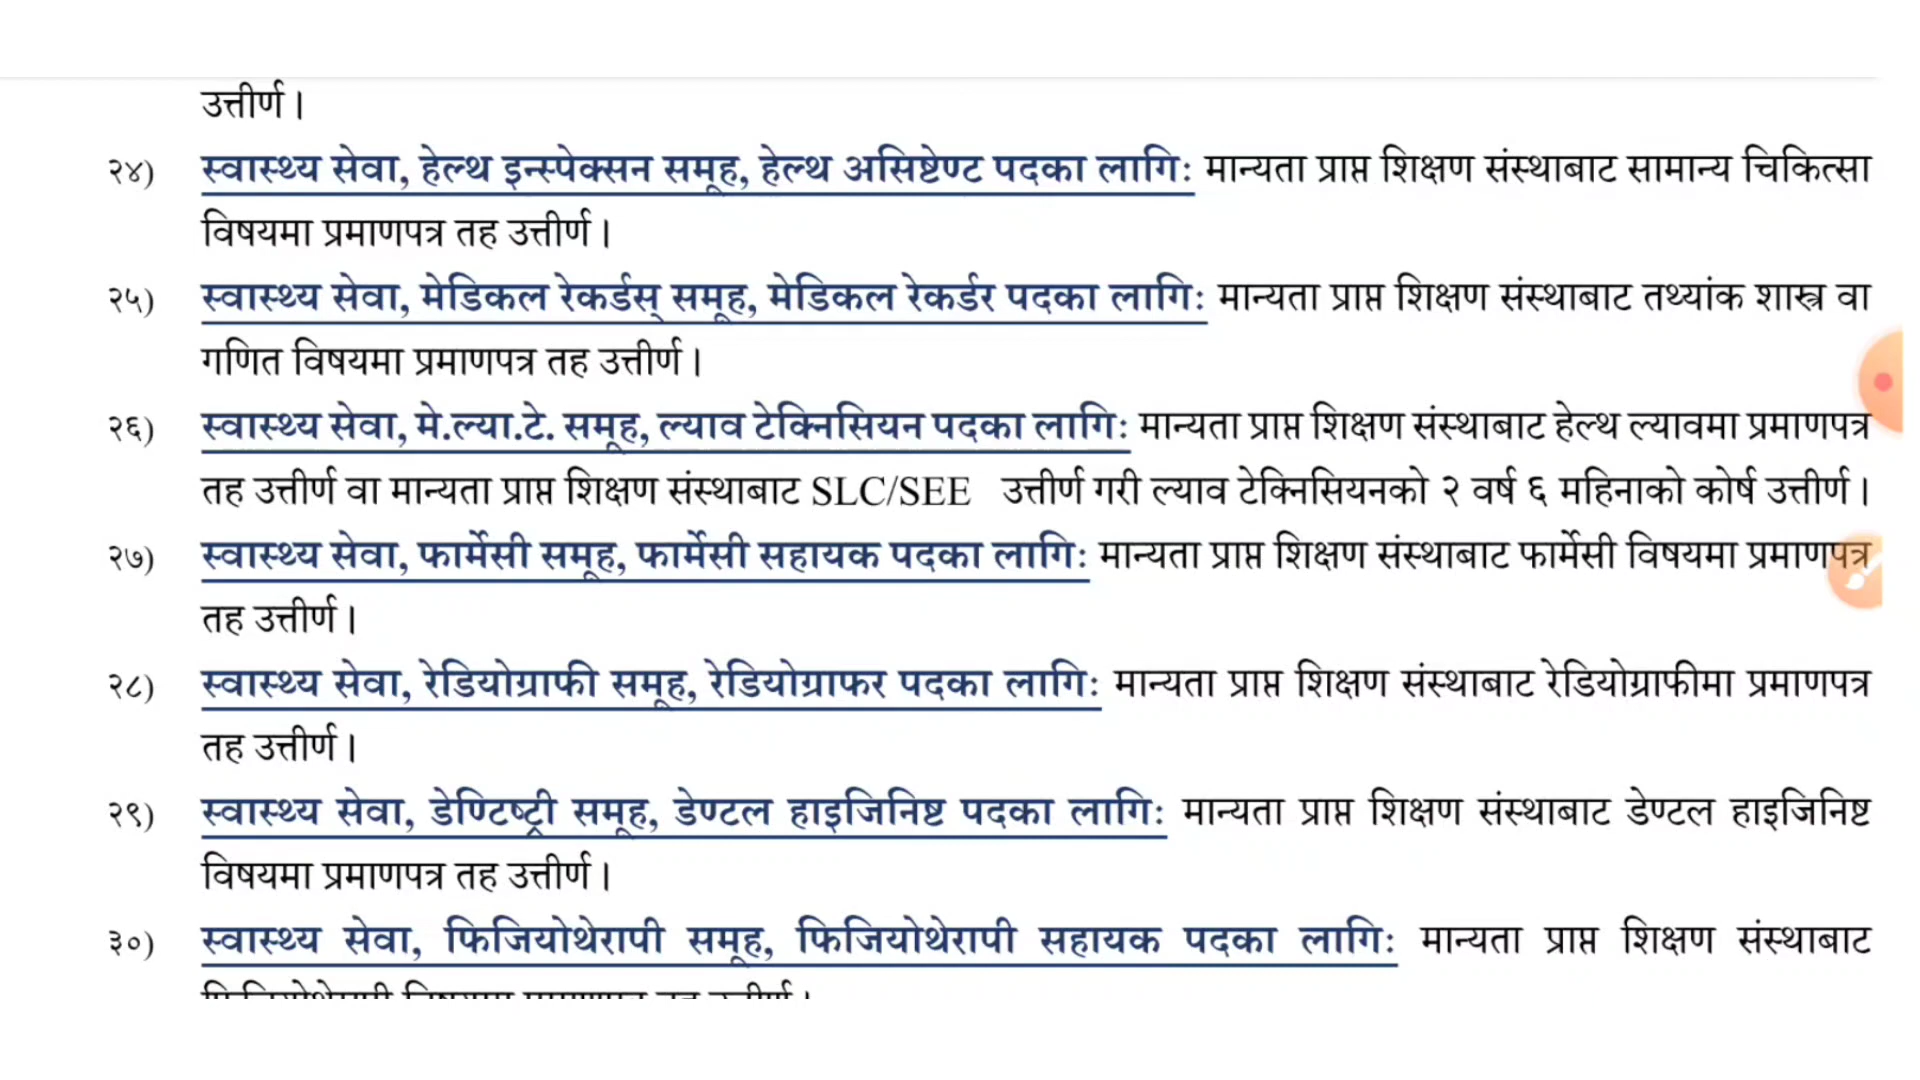 उत्तीर्ण।
२४) स्वास्थ्य सेवा, हेल्थ इन्स्पेक्सन समूह, हेल्थ असिष्टेण्ट पदका लागिः मान्यता प्राप्त शिक्षण संस्थाबाट सामान्य चिकित्सा
विषयमा प्रमाणपत्र तह उत्तीर्ण।
२५) स्वास्थ्य सेवा, मेडिकल रेकर्डस् समूह, मेडिकल रेकर्डर पदका लागिः मान्यता प्राप्त शिक्षण संस्थाबाट तथ्यांक शास्त्र वा
गणित विषयमा प्रमाणपत्र तह उत्तीर्ण।
२६) स्वास्थ्य सेवा, मे.ल्या.टे. समूह, ल्याव टेक्निसियन पदका लागिः मान्यता प्राप्त शिक्षण संस्थाबाट हेल्थ ल्यावमा प्रमाणपत्र
तह उत्तीर्ण वा मान्यता प्राप्त शिक्षण संस्थाबाट SLC/SEE उत्तीर्ण गरी ल्याव टेक्निसियनको २ वर्ष ६ महिनाको कोर्ष उत्तीर्ण।
२७) स्वास्थ्य सेवा, फार्मेसी समूह, फार्मेसी सहायक पदका लागिः मान्यता प्राप्त शिक्षण संस्थाबाट फार्मेसी विषयमा प्रमाणपत्र
तह उत्तीर्ण।
२८) स्वास्थ्य सेवा, रेडियोग्राफी समूह, रेडियोग्राफर पदका लागिः मान्यता प्राप्त शिक्षण संस्थाबाट रेडियोग्राफीमा प्रमाणपत्र
तह उत्तीर्ण।
२९) स्वास्थ्य सेवा, डेण्टिष्ट्री समूह, डेण्टल हाइजिनिष्ट पदका लागिः मान्यता प्राप्त शिक्षण संस्थाबाट डेण्टल हाइजिनिष्ट
विषयमा प्रमाणपत्र तह उत्तीर्ण।
३०) स्वास्थ्य सेवा, फिजियोथेरापी समूह, फिजियोथेरापी सहायक पदका लागिः मान्यता प्राप्त शिक्षण संस्थाबाट